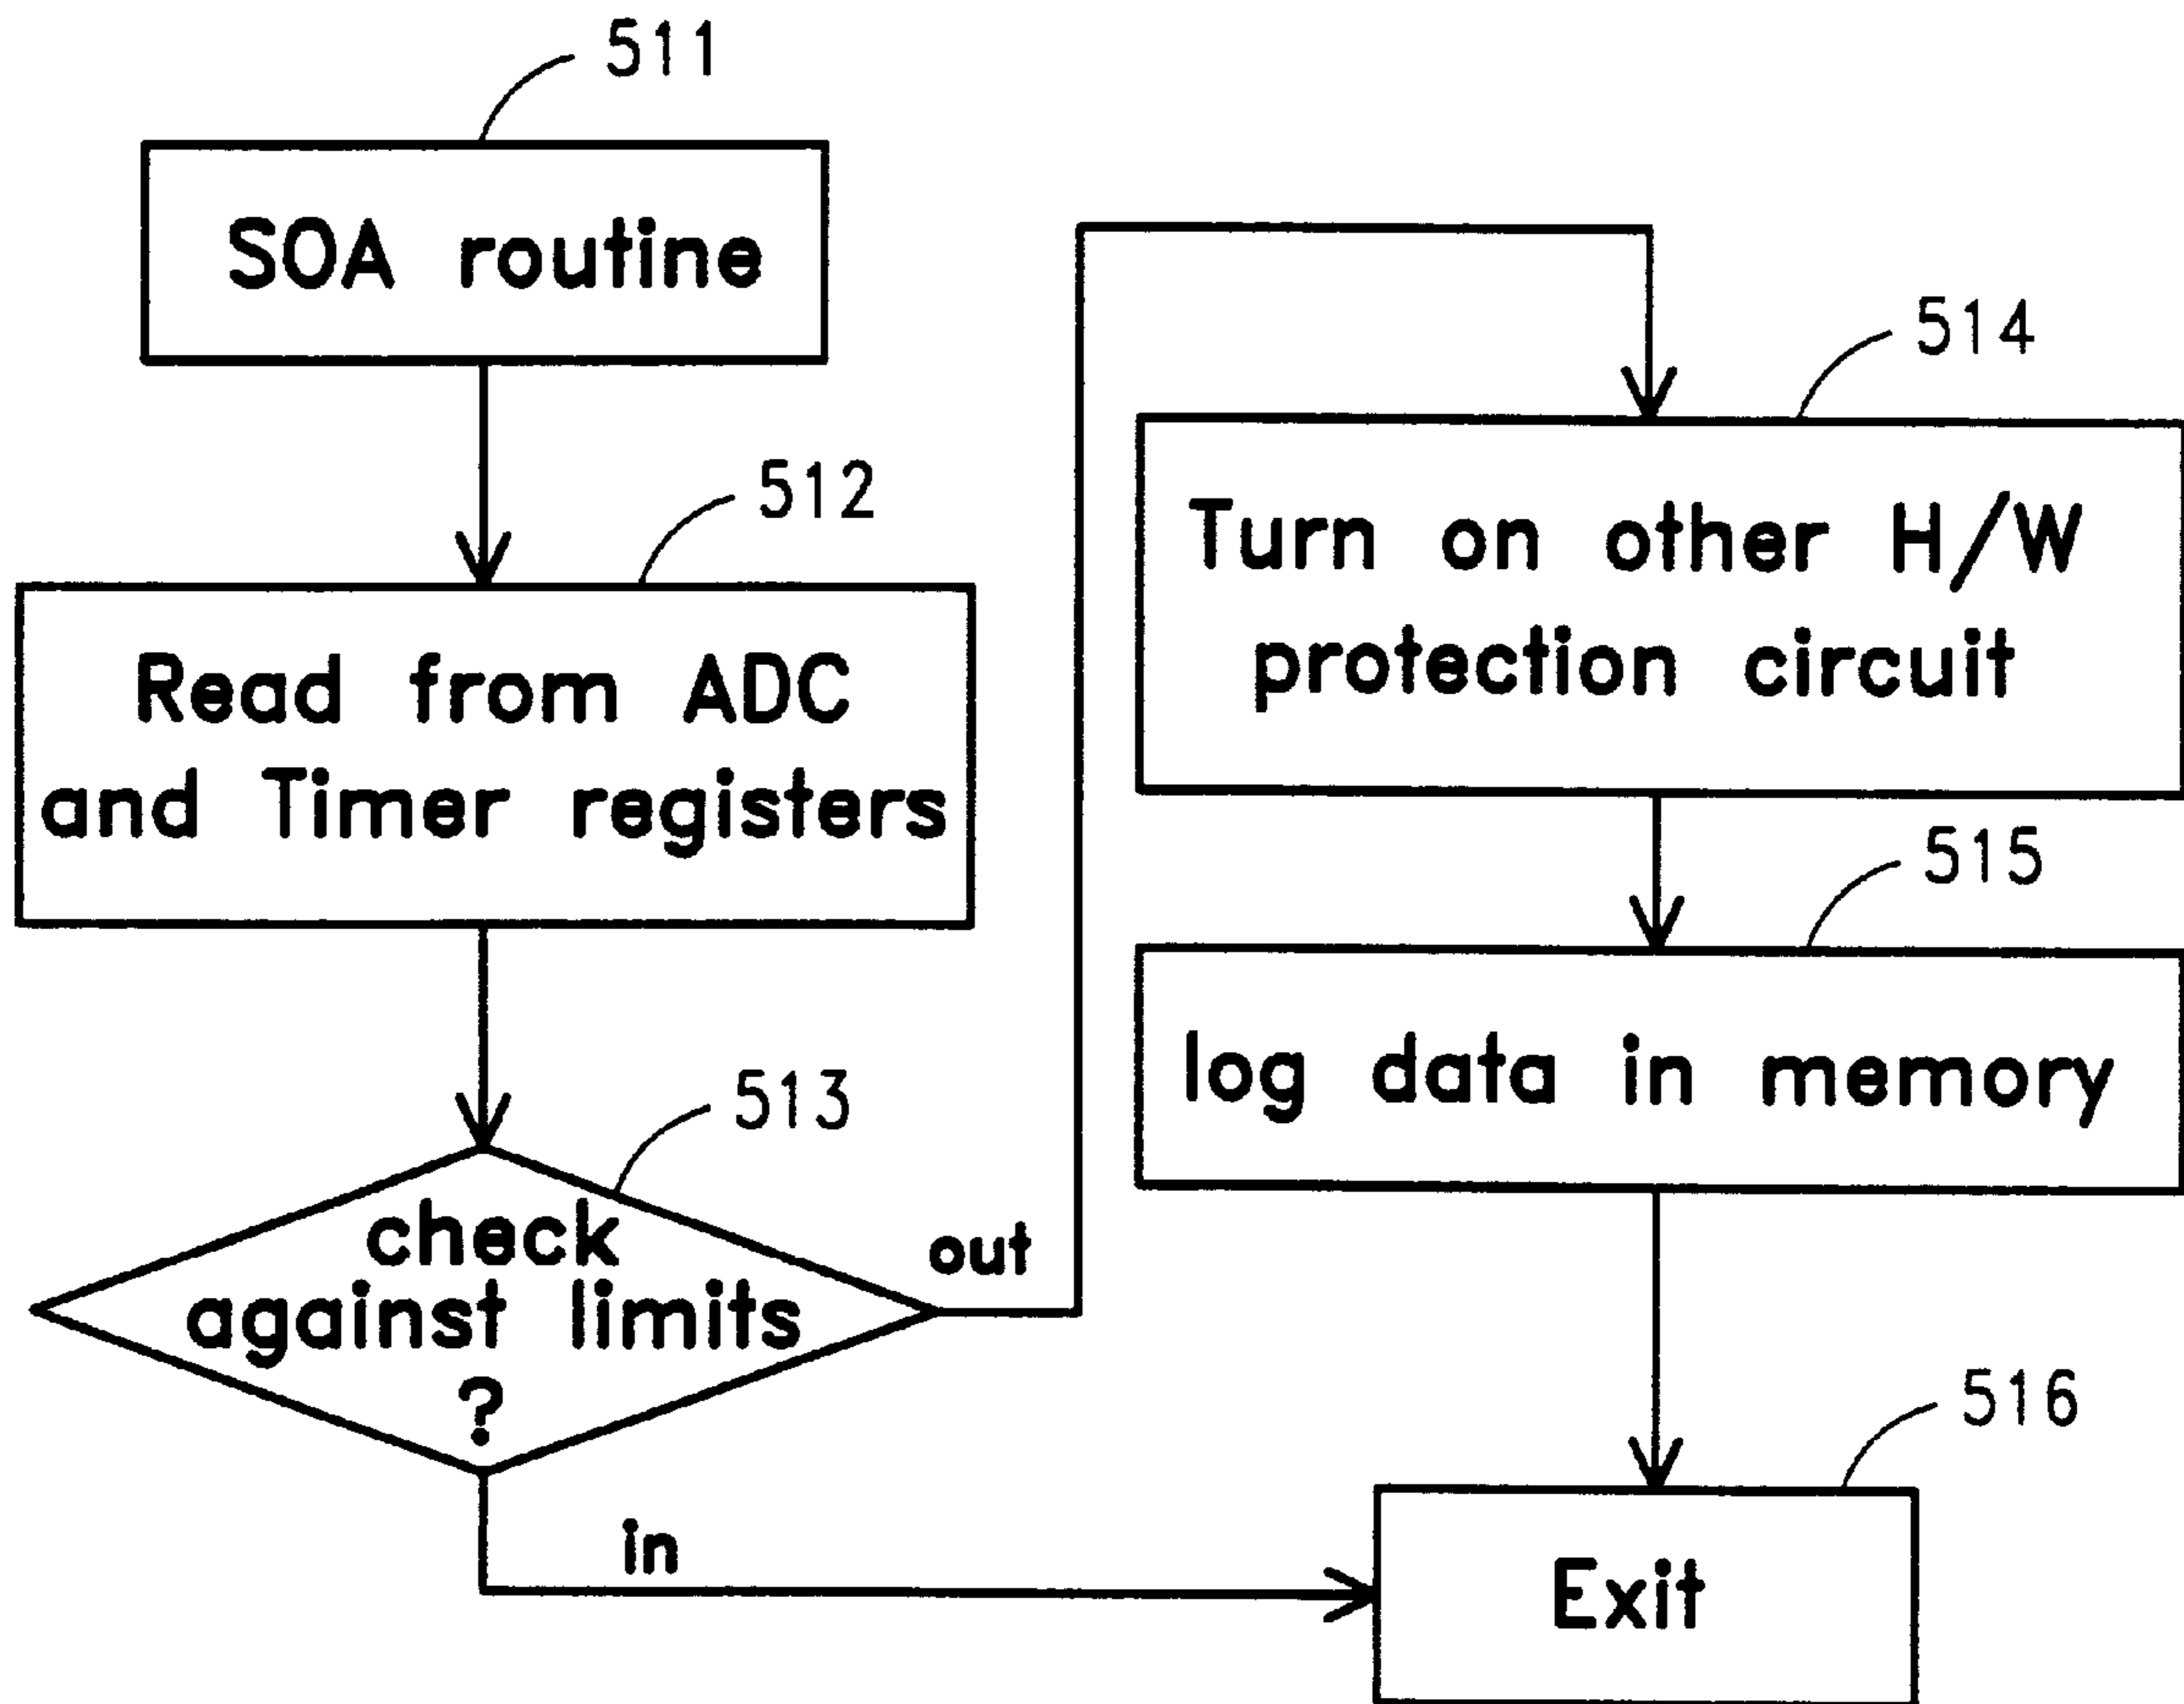 511
SOA routine
512
Read from ADC
and Timer registers
513
check
against limits
?
out
in
514
Turn on other H/W
protection circuit
515
log data in memory
516
Exit